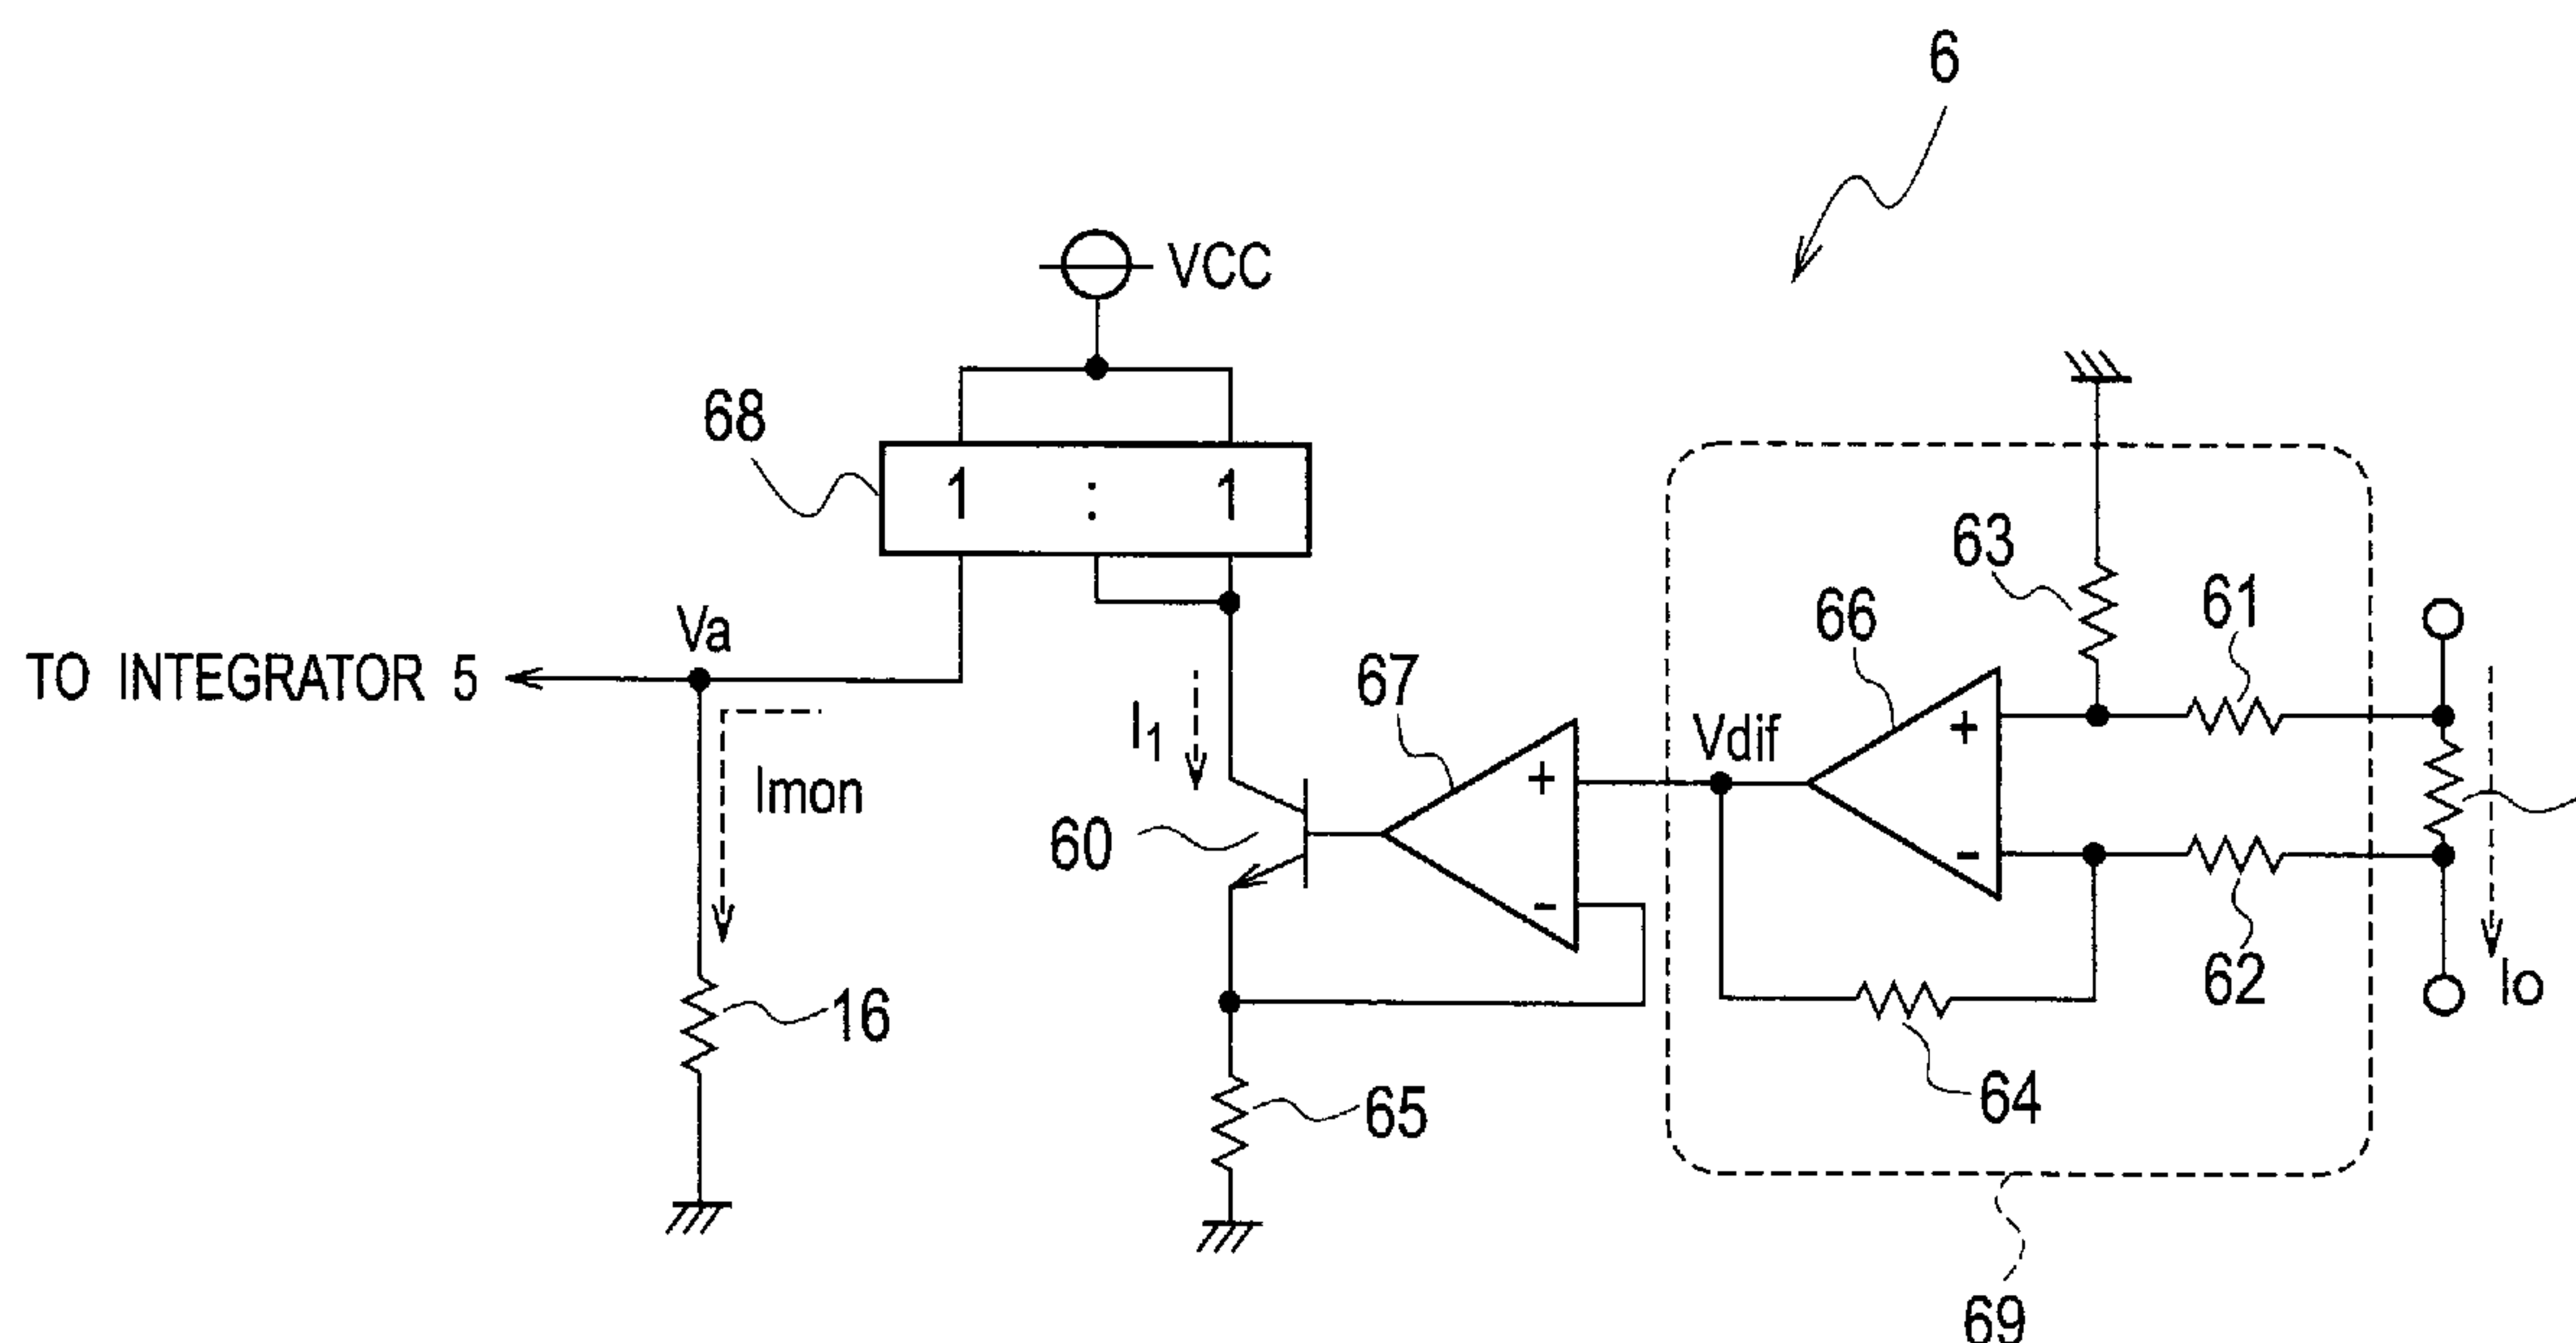 6
VCC
68
1 : 1
63
61
66
Va
67
TO INTEGRATOR 5
Vdif
+
I1
+
Imon
60
-
-
62
Io
16
64
65
69